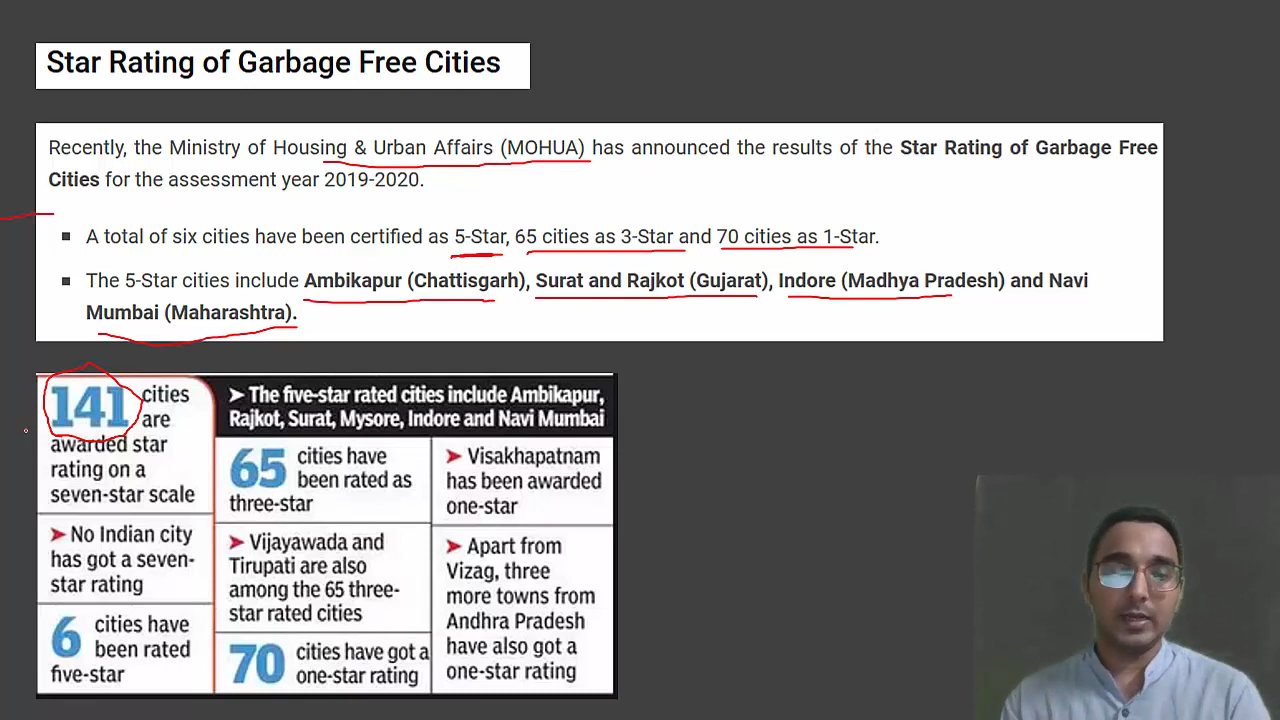 Star Rating of Garbage Free Cities
Recently, the Ministry of Housing & Urban Affairs (MOHUA) has announced the results of the Star Rating of Garbage Free
Cities for the assessment year 2019-2020.
▪ A total of six cities have been certified as 5-Star, 65 cities as 3-Star and 70 cities as 1-Star.
▪ The 5-Star cities include Ambikapur (Chattisgarh), Surat and Rajkot (Gujarat), Indore (Madhya Pradesh) and Navi
Mumbai (Maharashtra).
141 cities
are
awarded star
rating on a
seven-star scale
➤ No Indian city
has got a seven-
star rating
6 cities have
been rated
five-star
➤ The five-star rated cities include Ambikapur,
Rajkot, Surat, Mysore, Indore and Navi Mumbai
65 cities have
been rated as
three-star
➤ Vijayawada and
Tirupati are also
among the 65 three-
star rated cities
70 cities have got a
one-star rating
➤ Visakhapatnam
has been awarded
one-star
➤ Apart from
Vizag, three
more towns from
Andhra Pradesh
have also got a
one-star rating